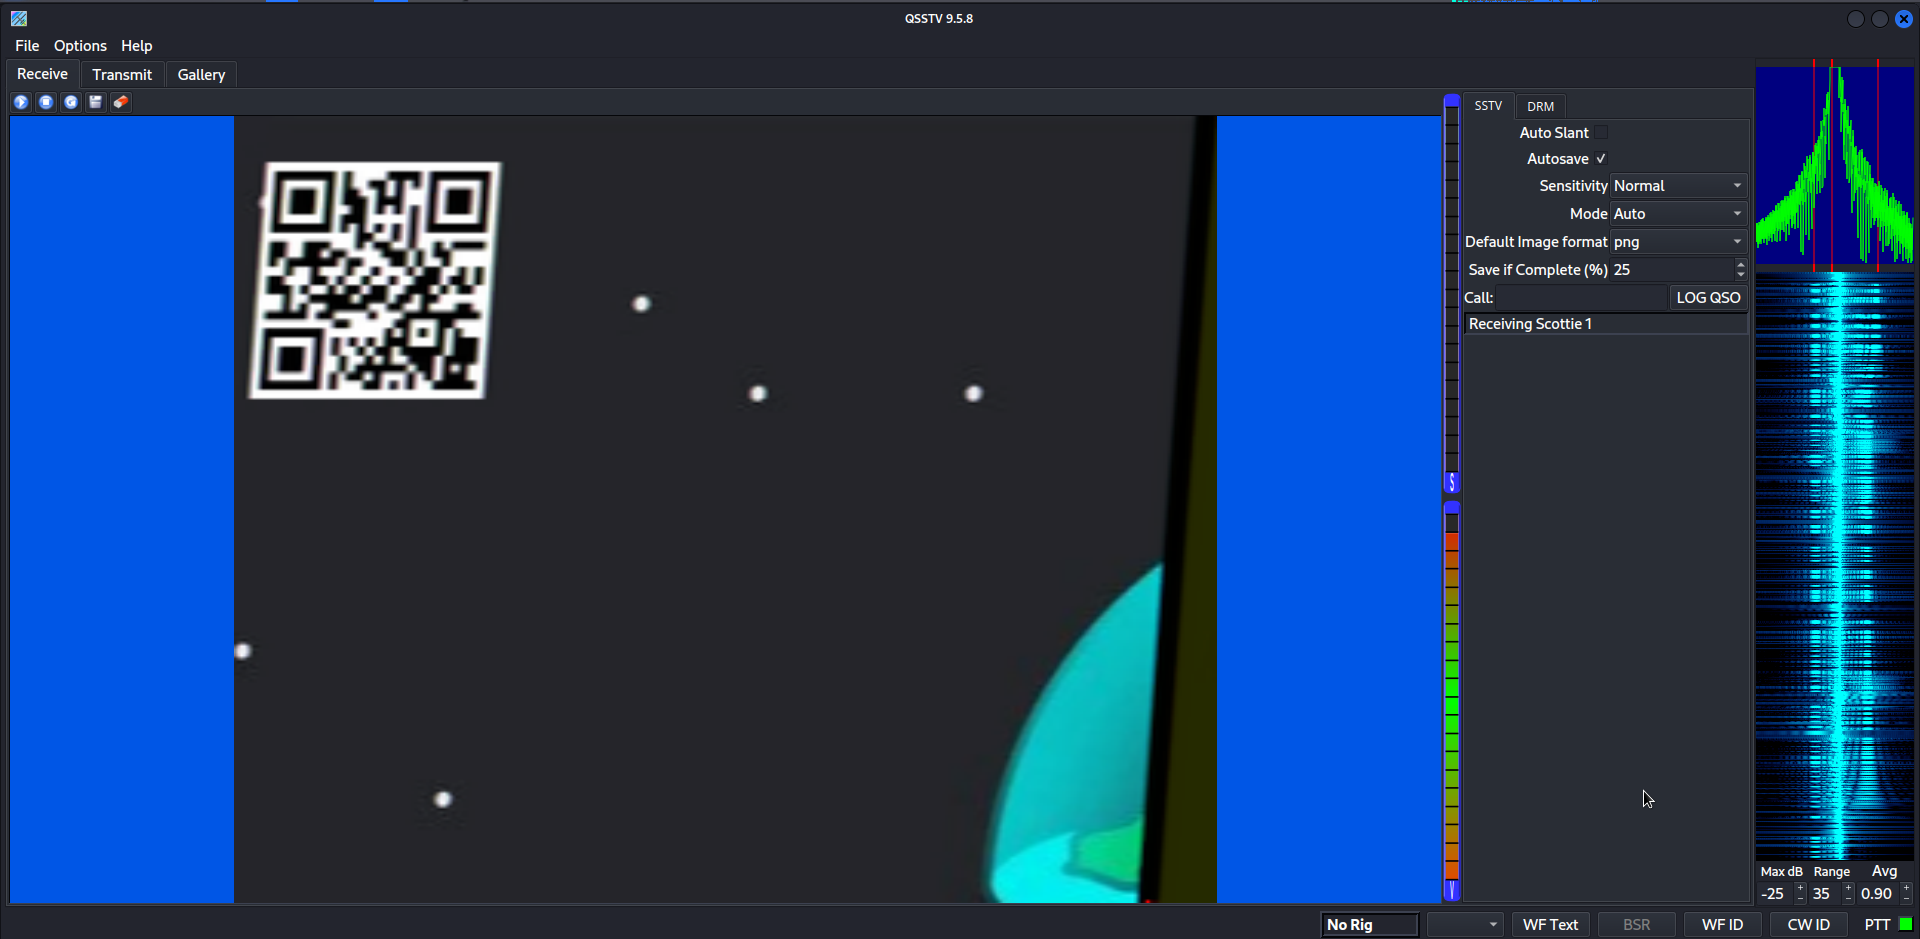 QSSTV 9.5.8
File Options Help
Receive Transmit Gallery
SSTV DRM
Auto Slant
Autosave ✓
Sensitivity Normal
Mode Auto
Default Image format png
Save if Complete (%) 25
Call: LOG QSO
Receiving Scottie 1
S
V
Max dB Range Avg
-25 + - 35 + - 0.90 + -
No Rig WF Text BSR WF ID CW ID PTT